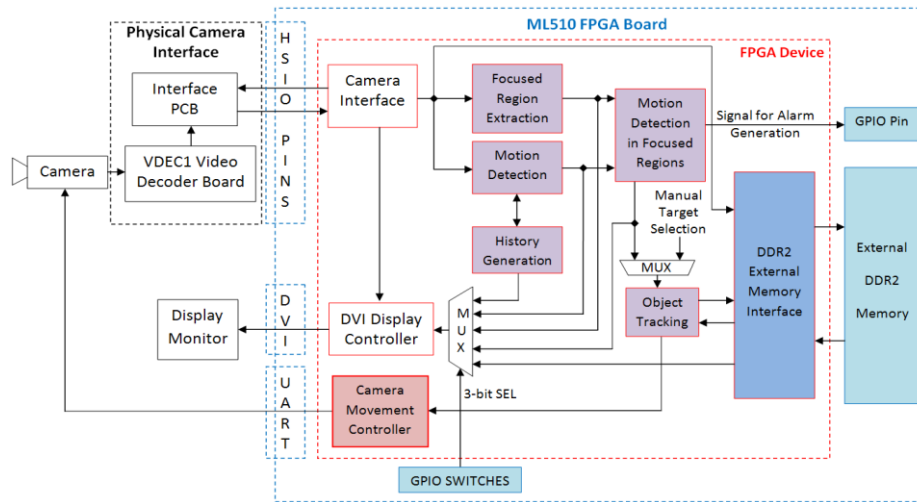 ML510 FPGA Board
Physical Camera
Interface
H
S
I
O
P
I
N
S
FPGA Device
Interface
PCB
VDEC1 Video
Decoder Board
Camera
Camera
Interface
Focused
Region
Extraction
Motion
Detection
Motion
Detection
in Focused
Regions
Signal for Alarm
Generation
GPIO Pin
History
Generation
Manual
Target
Selection
MUX
Object
Tracking
DDR2
External
Memory
Interface
External
DDR2
Memory
Display
Monitor
D
V
I
DVI Display
Controller
M
U
X
U
A
R
T
Camera
Movement
Controller
3-bit SEL
GPIO SWITCHES